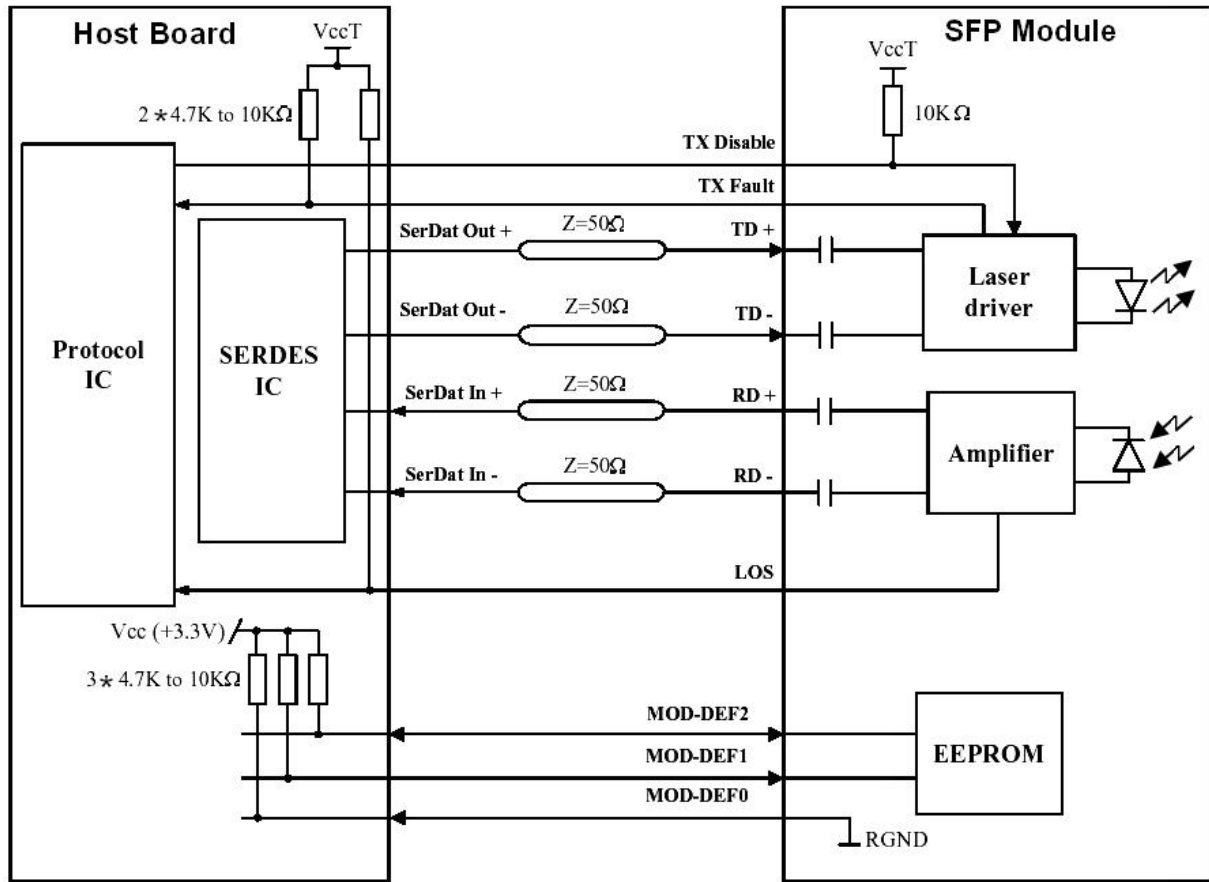 Host Board
SFP Module
VccT
VccT
2*4.7K to 10KΩ
10KΩ
TX Disable
TX Fault
SerDat Out +
Z=50Ω
TD +
Laser
driver
SerDat Out -
Z=50Ω
TD -
Protocol
IC
SERDES
IC
SerDat In +
Z=50Ω
RD +
Amplifier
SerDat In -
Z=50Ω
RD -
LOS
Vcc (+3.3V)
3*4.7K to 10KΩ
MOD-DEF2
MOD-DEF1
EEPROM
MOD-DEF0
RGND